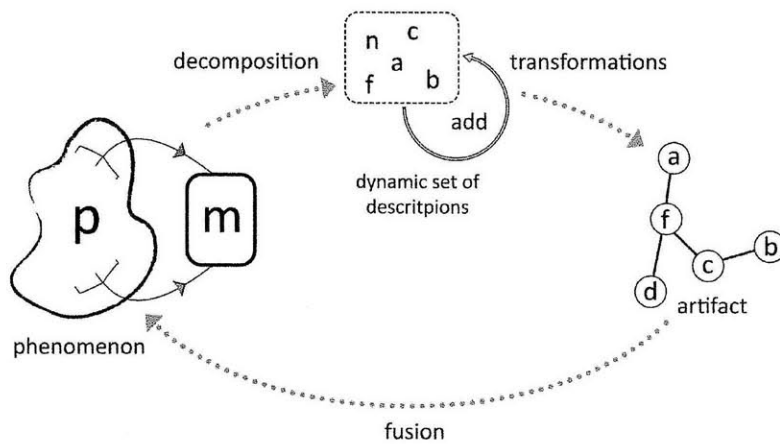 decomposition
n c
a
f b
transformations
add
dynamic set of
descritpions
p
m
phenomenon
a
f
c
b
d
artifact
fusion